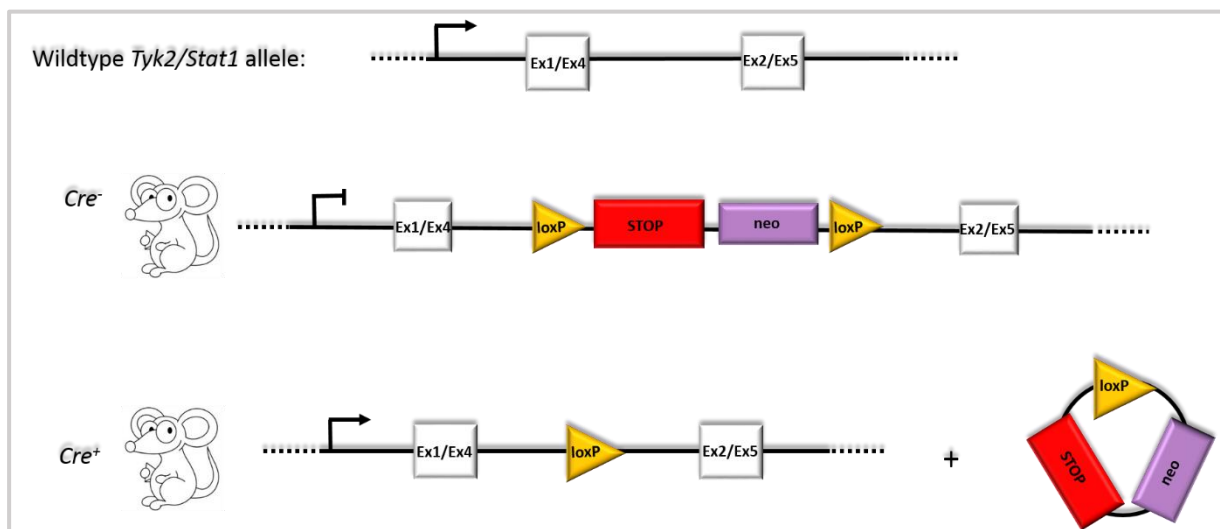 Wildtype Tyk2/Stat1 allele:
Ex1/Ex4
Ex2/Ex5
Cre-
Ex1/Ex4
loxP
STOP
neo
loxP
Ex2/Ex5
Cre+
Ex1/Ex4
loxP
Ex2/Ex5
+
loxP
STOP
neo